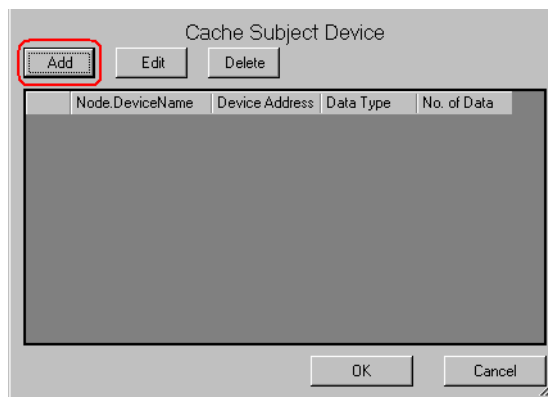 Cache Subject Device
Add Edit Delete
Node.DeviceName Device Address Data Type No. of Data
OK Cancel